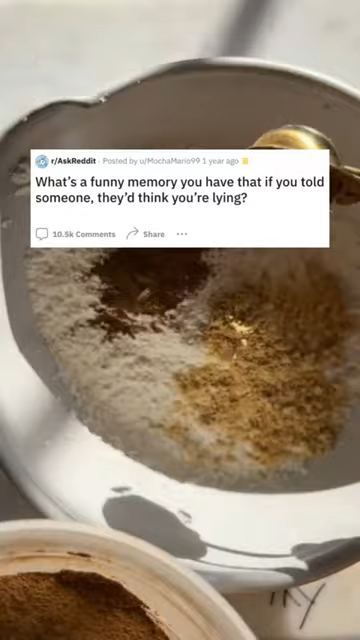 r/AskReddit · Posted by u/MochaMario99 1 year ago
What's a funny memory you have that if you told
someone, they'd think you're lying?
10.5k Comments Share ...